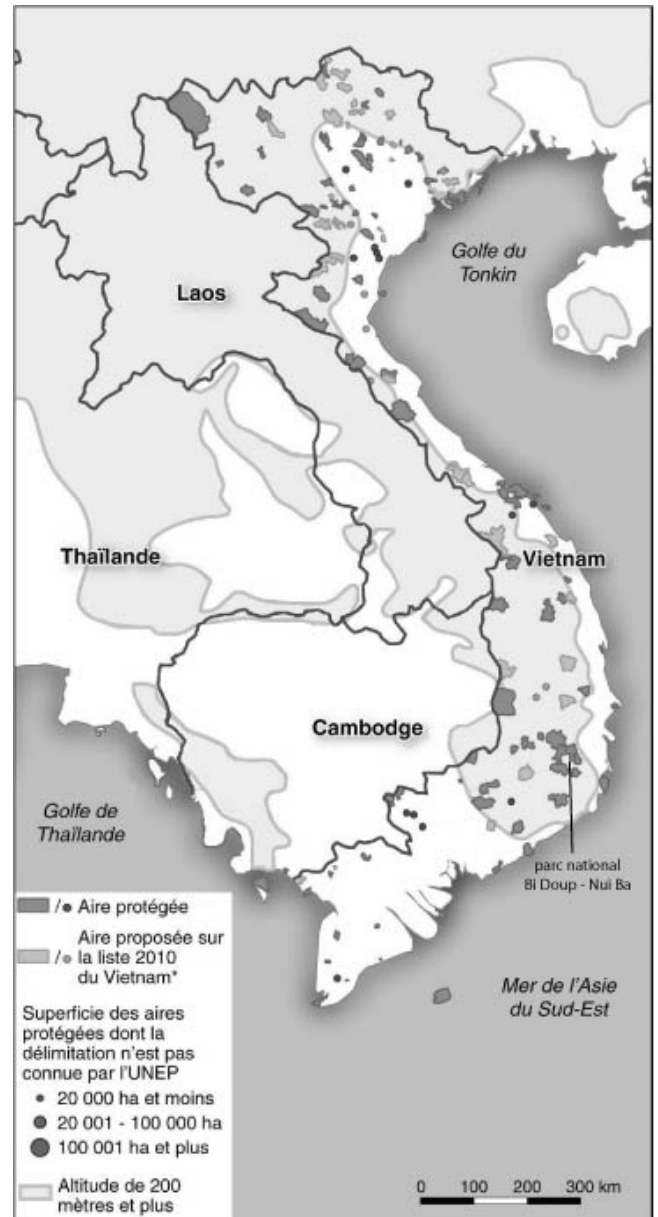 Golfe du
Tonkin
Laos
Thaïlande
Vietnam
Cambodge
Golfe de
Thaïlande
parc national
Bi Doup - Nui Ba
Mer de l'Asie
du Sud-Est
/ Aire protégée
/ Aire proposée sur
la liste 2010
du Vietnam*
Superficie des aires
protégées dont la
délimitation n'est pas
connue par l'UNEP
20 000 ha et moins
20 001 - 100 000 ha
100 001 ha et plus
Altitude de 200
mètres et plus
0 100 200 300 km